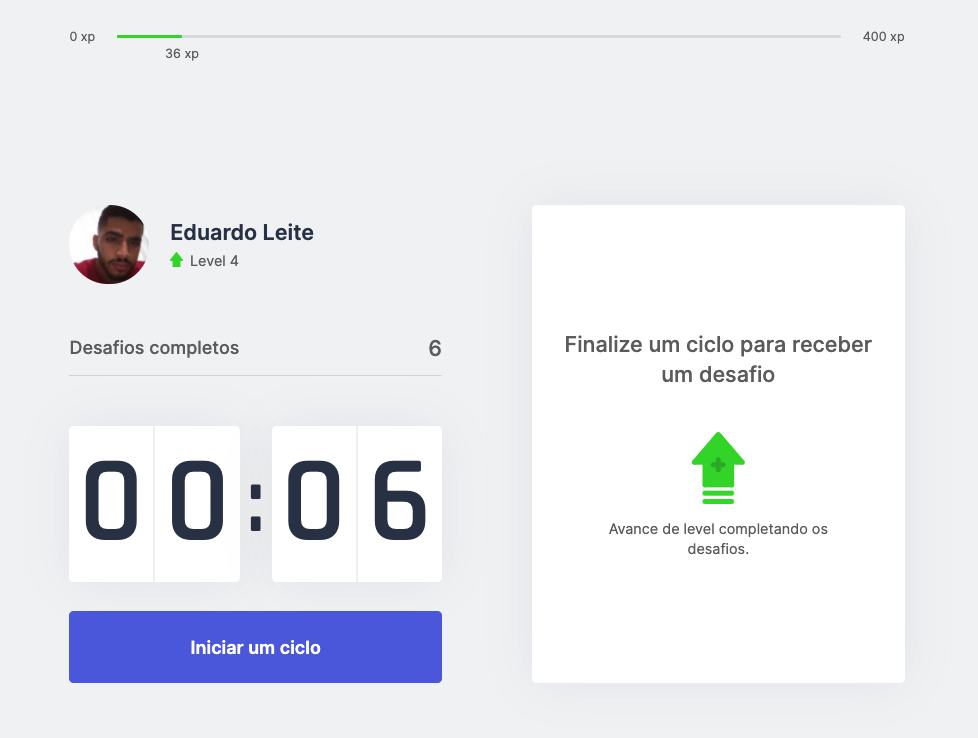 0 xp
36 xp
400 xp
Eduardo Leite
Level 4
Desafios completos
6
00:06
Iniciar um ciclo
Finalize um ciclo para receber
um desafio
Avance de level completando os
desafios.